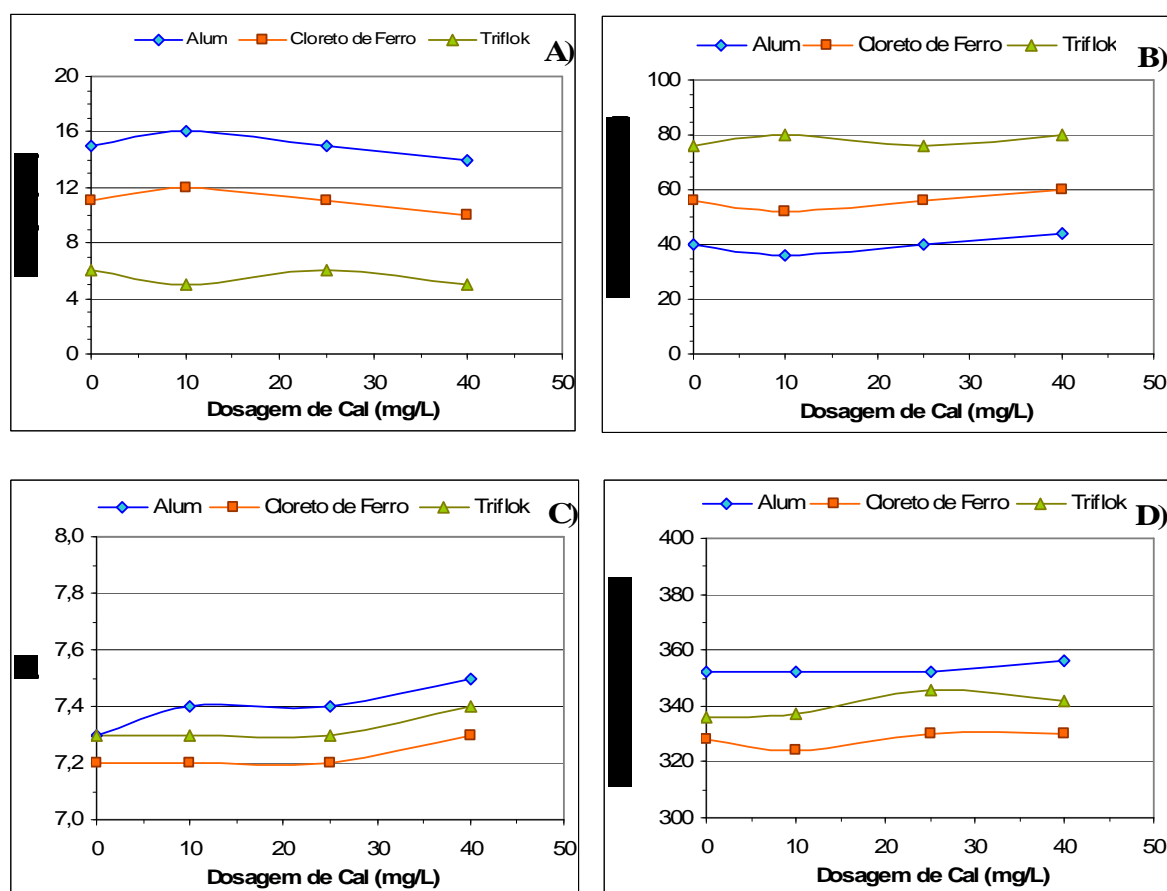 Alum Cloreto de Ferro Triflok
A)
20
16
12
8
4
0
0 10 20 30 40 50
Dosagem de Cal (mg/L)
Alum Cloreto de Ferro Triflok
B)
100
80
60
40
20
0
0 10 20 30 40 50
Dosagem de Cal (mg/L)
Alum Cloreto de Ferro Triflok
C)
8,0
7,8
7,6
7,4
7,2
7,0
0 10 20 30 40 50
Dosagem de Cal (mg/L)
Alum Cloreto de Ferro Triflok
D)
400
380
360
340
320
300
0 10 20 30 40 50
Dosagem de Cal (mg/L)